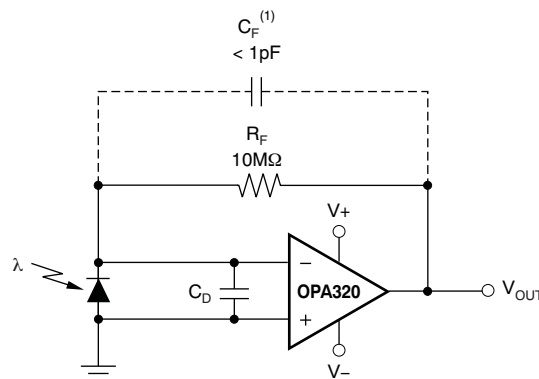 C_F^(1)
< 1pF
R_F
10MΩ
V+
λ
−
OPA320
+
C_D
V_OUT
V−